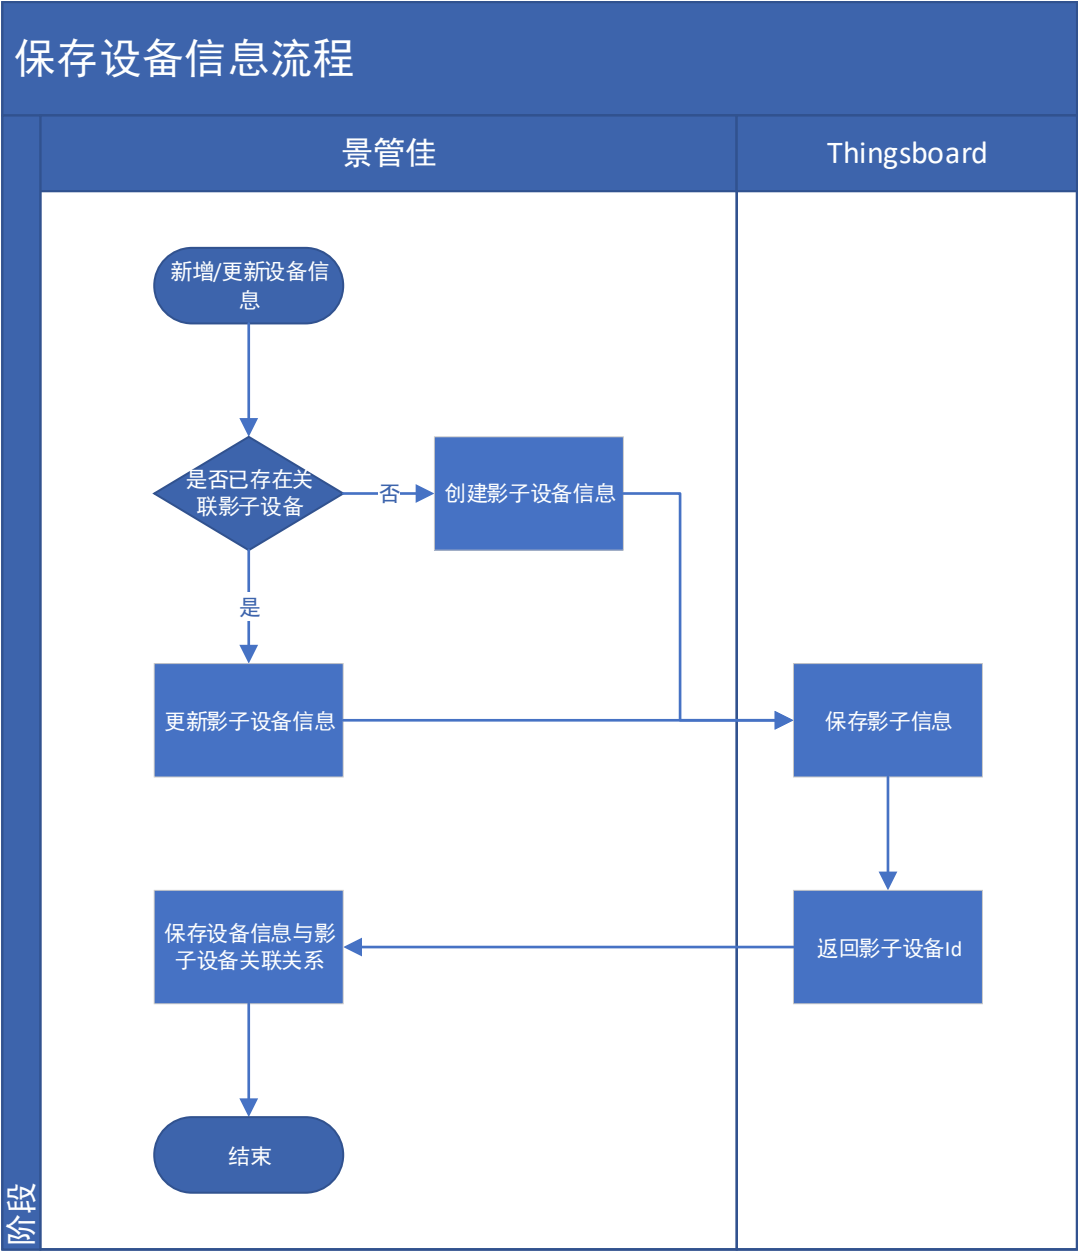 保存设备信息流程
景管佳
Thingsboard
新增/更新设备信
息
是否已存在关
联影子设备
否
创建影子设备信息
是
更新影子设备信息
保存影子信息
保存设备信息与影
子设备关联关系
返回影子设备Id
结束
阶段